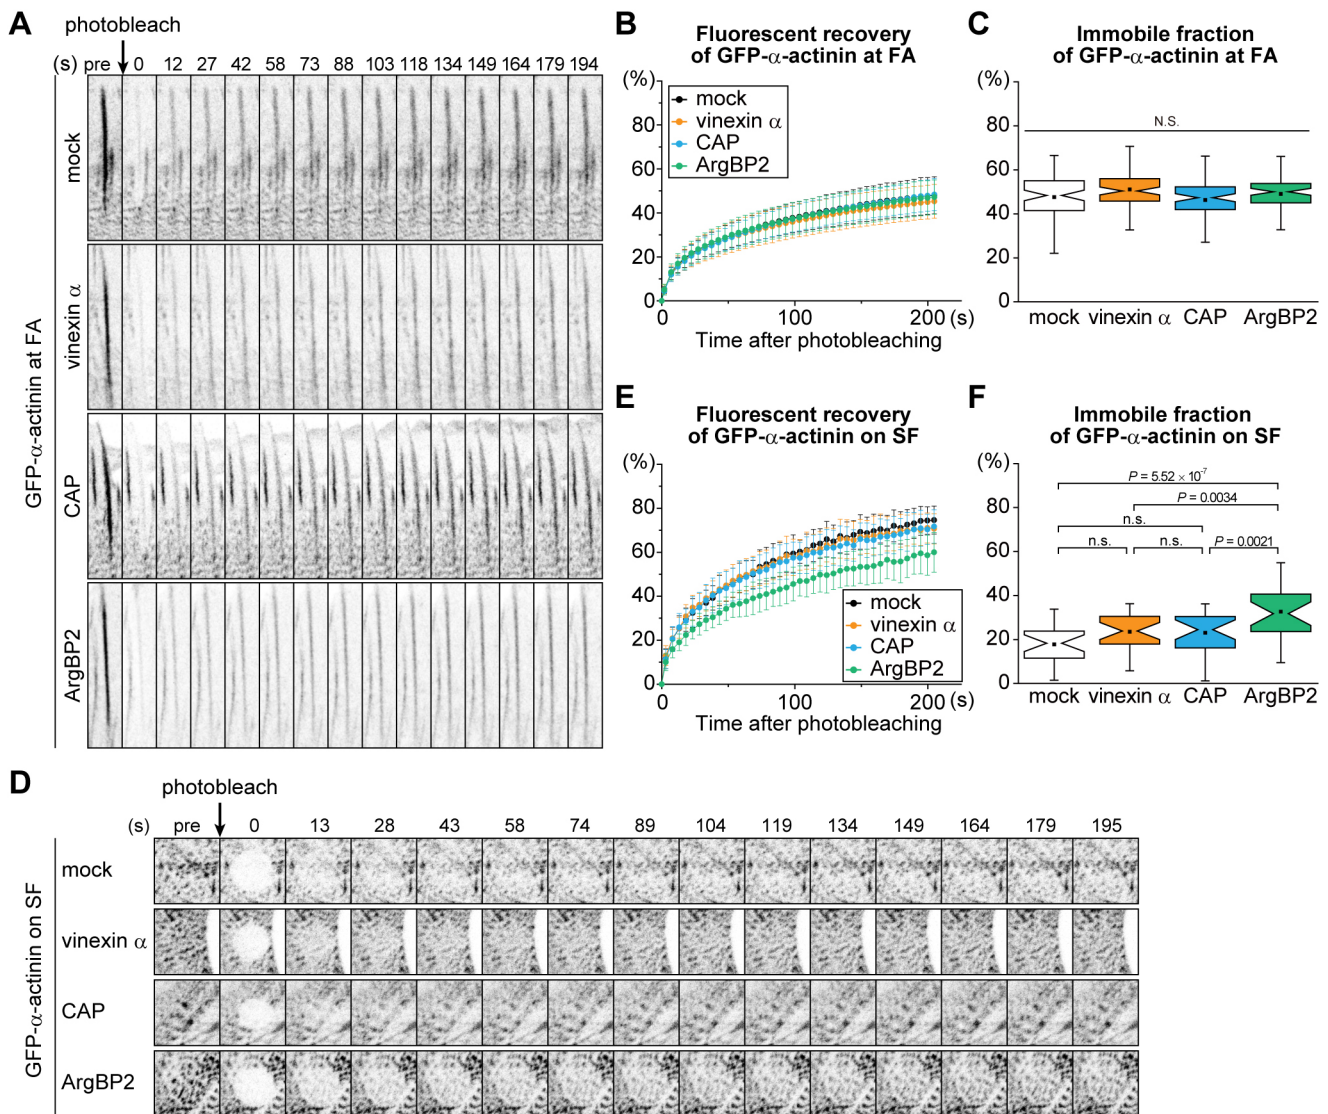 A
photobleach
(s) pre 0 12 27 42 58 73 88 103 118 134 149 164 179 194
GFP-α-actinin at FA
mock
vinexin α
CAP
ArgBP2
B
Fluorescent recovery
of GFP-α-actinin at FA
(%)
80
60
40
20
0
mock
vinexin α
CAP
ArgBP2
0 100 200 (s)
Time after photobleaching
C
Immobile fraction
of GFP-α-actinin at FA
(%)
80
60
40
20
0
N.S.
mock vinexin α CAP ArgBP2
E
Fluorescent recovery
of GFP-α-actinin on SF
(%)
80
60
40
20
0
mock
vinexin α
CAP
ArgBP2
0 100 200 (s)
Time after photobleaching
F
Immobile fraction
of GFP-α-actinin on SF
(%)
80
60
40
20
0
P = 5.52 × 10⁻⁷
P = 0.0034
n.s.
n.s. n.s. P = 0.0021
mock vinexin α CAP ArgBP2
D
photobleach
(s) pre 0 13 28 43 58 74 89 104 119 134 149 164 179 195
GFP-α-actinin on SF
mock
vinexin α
CAP
ArgBP2